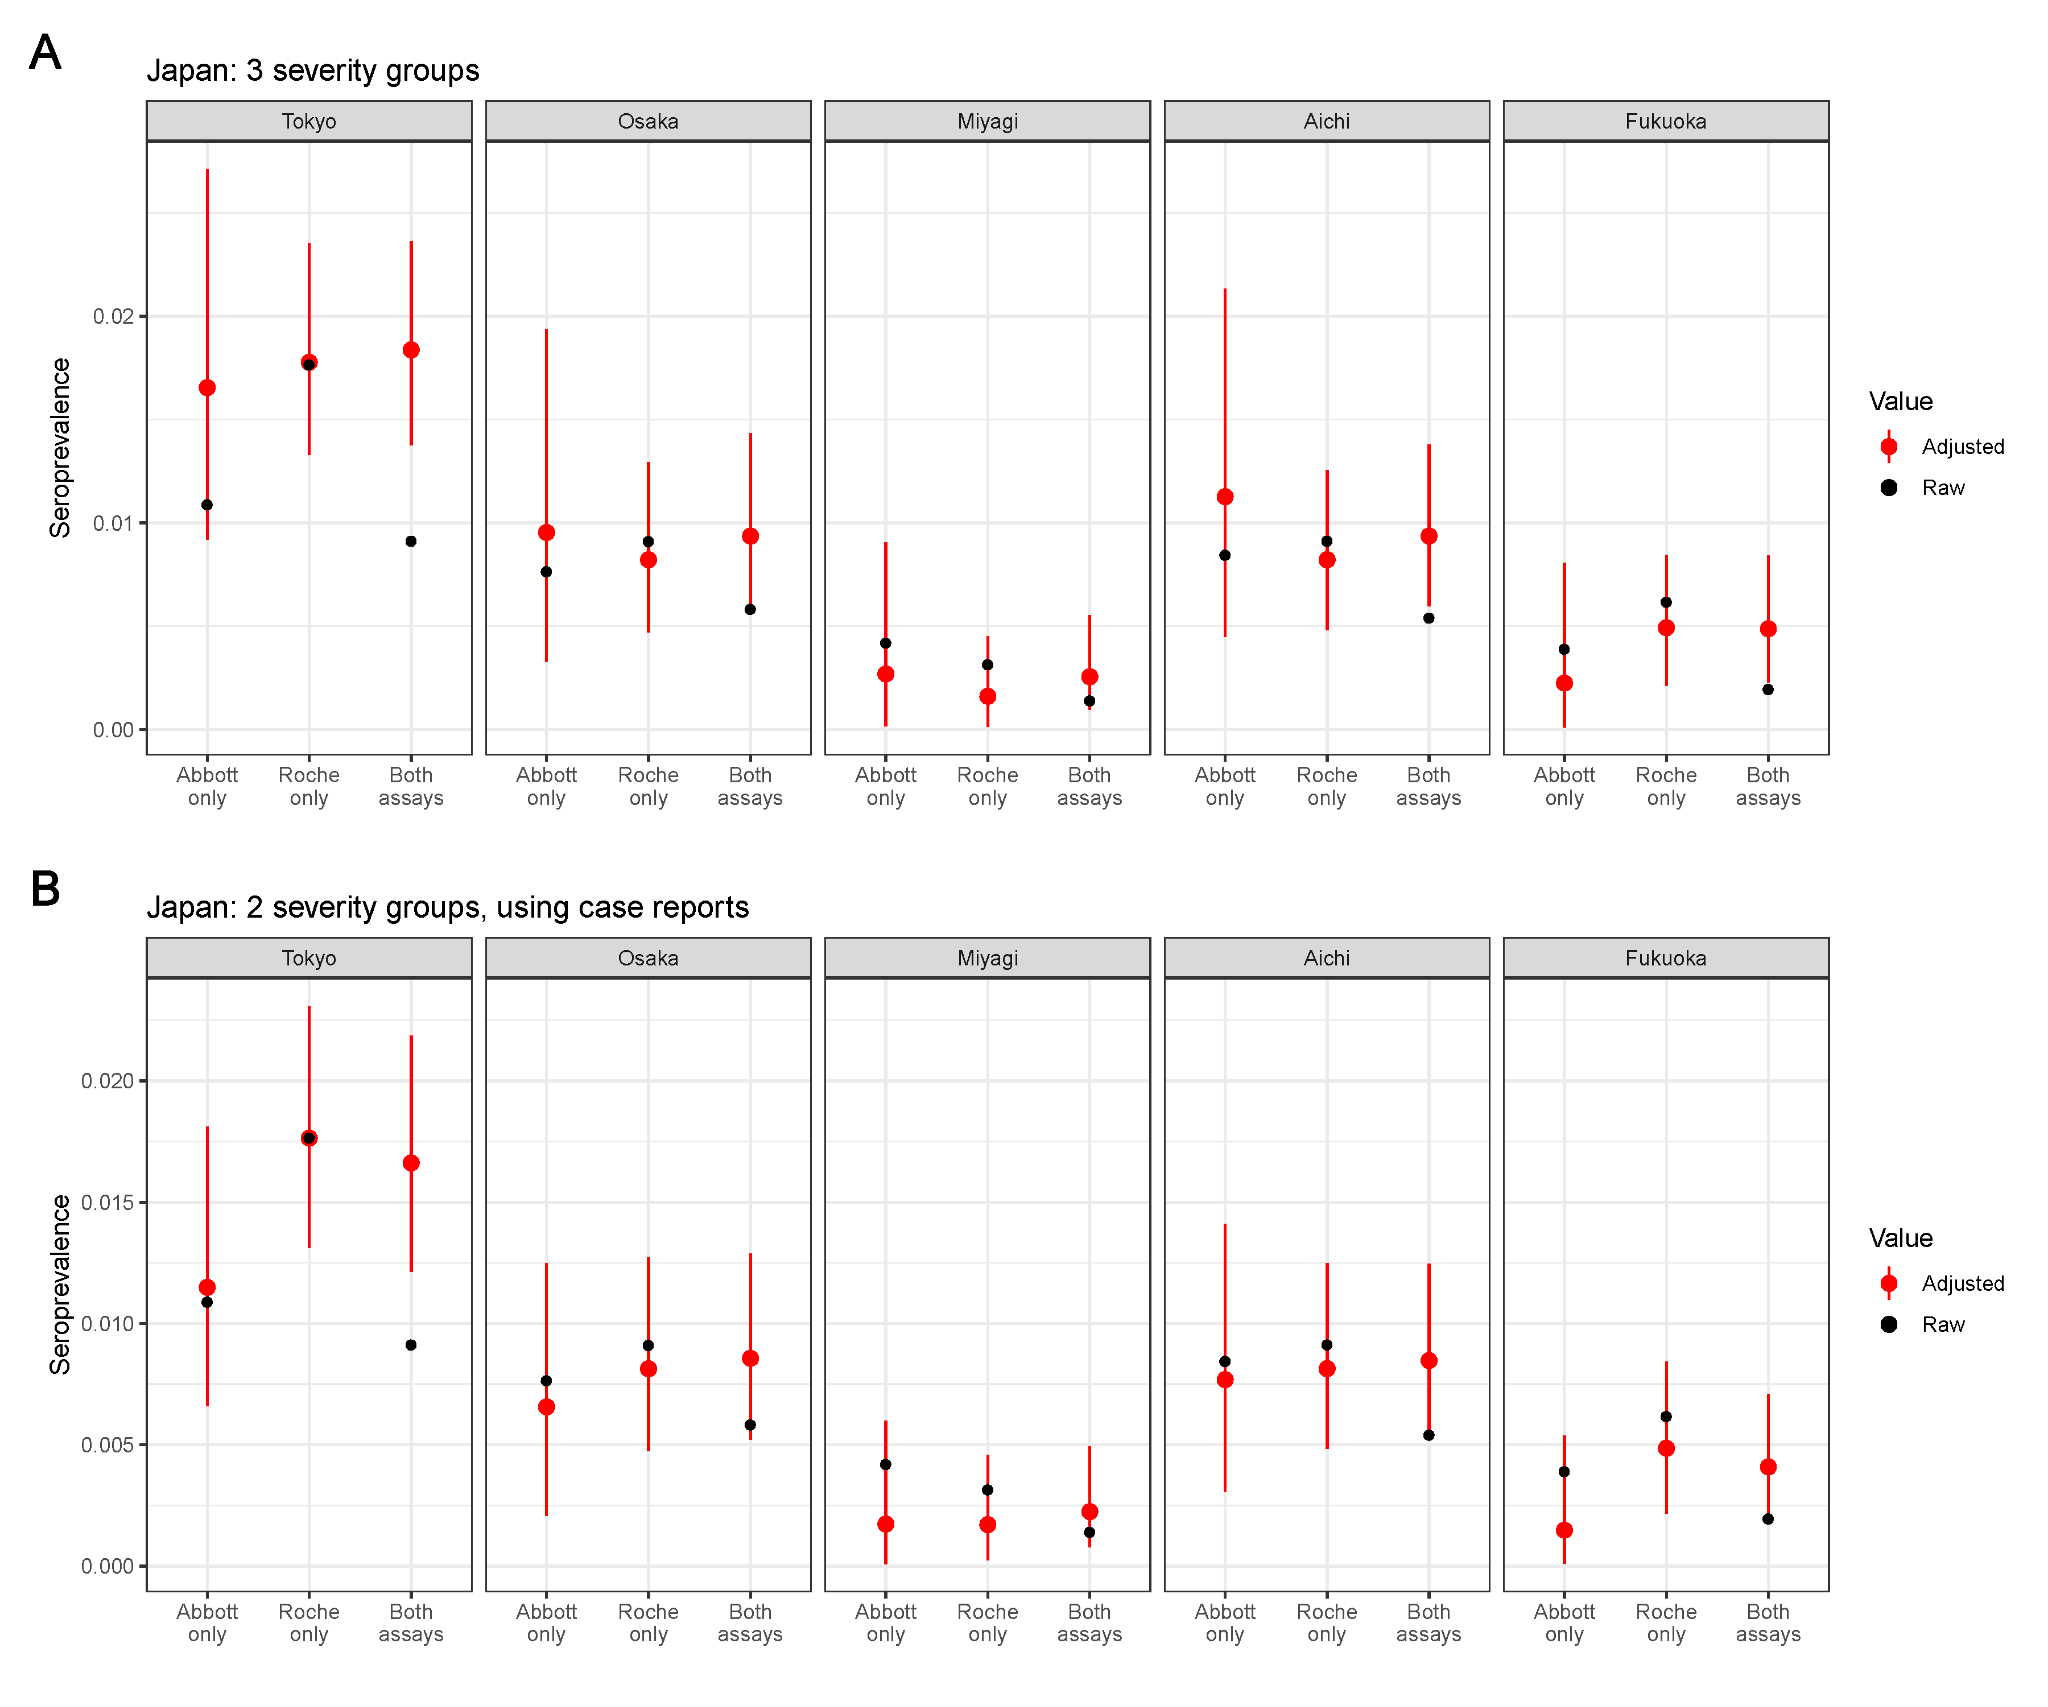 A
Japan: 3 severity groups
Tokyo Osaka Miyagi Aichi Fukuoka
Seroprevalence
0.02
0.01
0.00
Abbott only Roche only Both assays Abbott only Roche only Both assays Abbott only Roche only Both assays Abbott only Roche only Both assays Abbott only Roche only Both assays
Value
Adjusted
Raw
B
Japan: 2 severity groups, using case reports
Tokyo Osaka Miyagi Aichi Fukuoka
Seroprevalence
0.020
0.015
0.010
0.005
0.000
Abbott only Roche only Both assays Abbott only Roche only Both assays Abbott only Roche only Both assays Abbott only Roche only Both assays Abbott only Roche only Both assays
Value
Adjusted
Raw